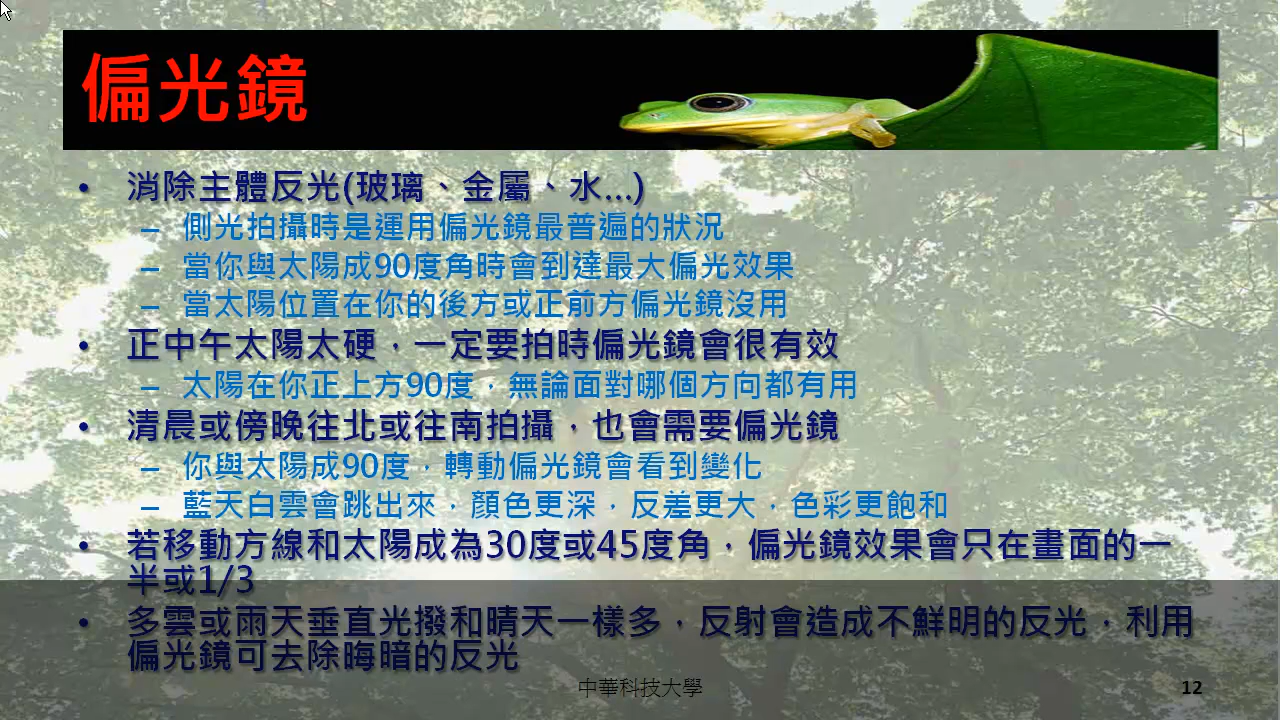 偏光鏡
• 消除主體反光(玻璃、金屬、水…)
– 側光拍攝時是運用偏光鏡最普遍的狀況
– 當你與太陽成90度角時會到達最大偏光效果
– 當太陽位置在你的後方或正前方偏光鏡沒用
• 正中午太陽太硬，一定要拍時偏光鏡會很有效
– 太陽在你正上方90度，無論面對哪個方向都有用
• 清晨或傍晚往北或往南拍攝，也會需要偏光鏡
– 你與太陽成90度，轉動偏光鏡會看到變化
– 藍天白雲會跳出來，顏色更深，反差更大，色彩更飽和
• 若移動方線和太陽成為30度或45度角，偏光鏡效果會只在畫面的一
半或1/3
• 多雲或雨天垂直光撥和晴天一樣多，反射會造成不鮮明的反光，利用
偏光鏡可去除晦暗的反光
中華科技大學
12